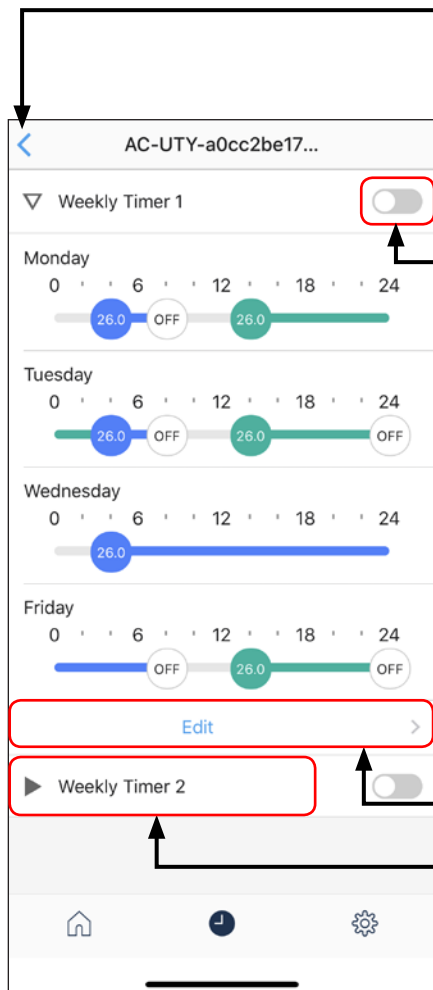 AC-UTY-a0cc2be17...
Weekly Timer 1
Monday
0 6 12 18 24
26.0 OFF 26.0
Tuesday
0 6 12 18 24
26.0 OFF 26.0 OFF
Wednesday
0 6 12 18 24
26.0
Friday
0 6 12 18 24
OFF 26.0 OFF
Edit
Weekly Timer 2